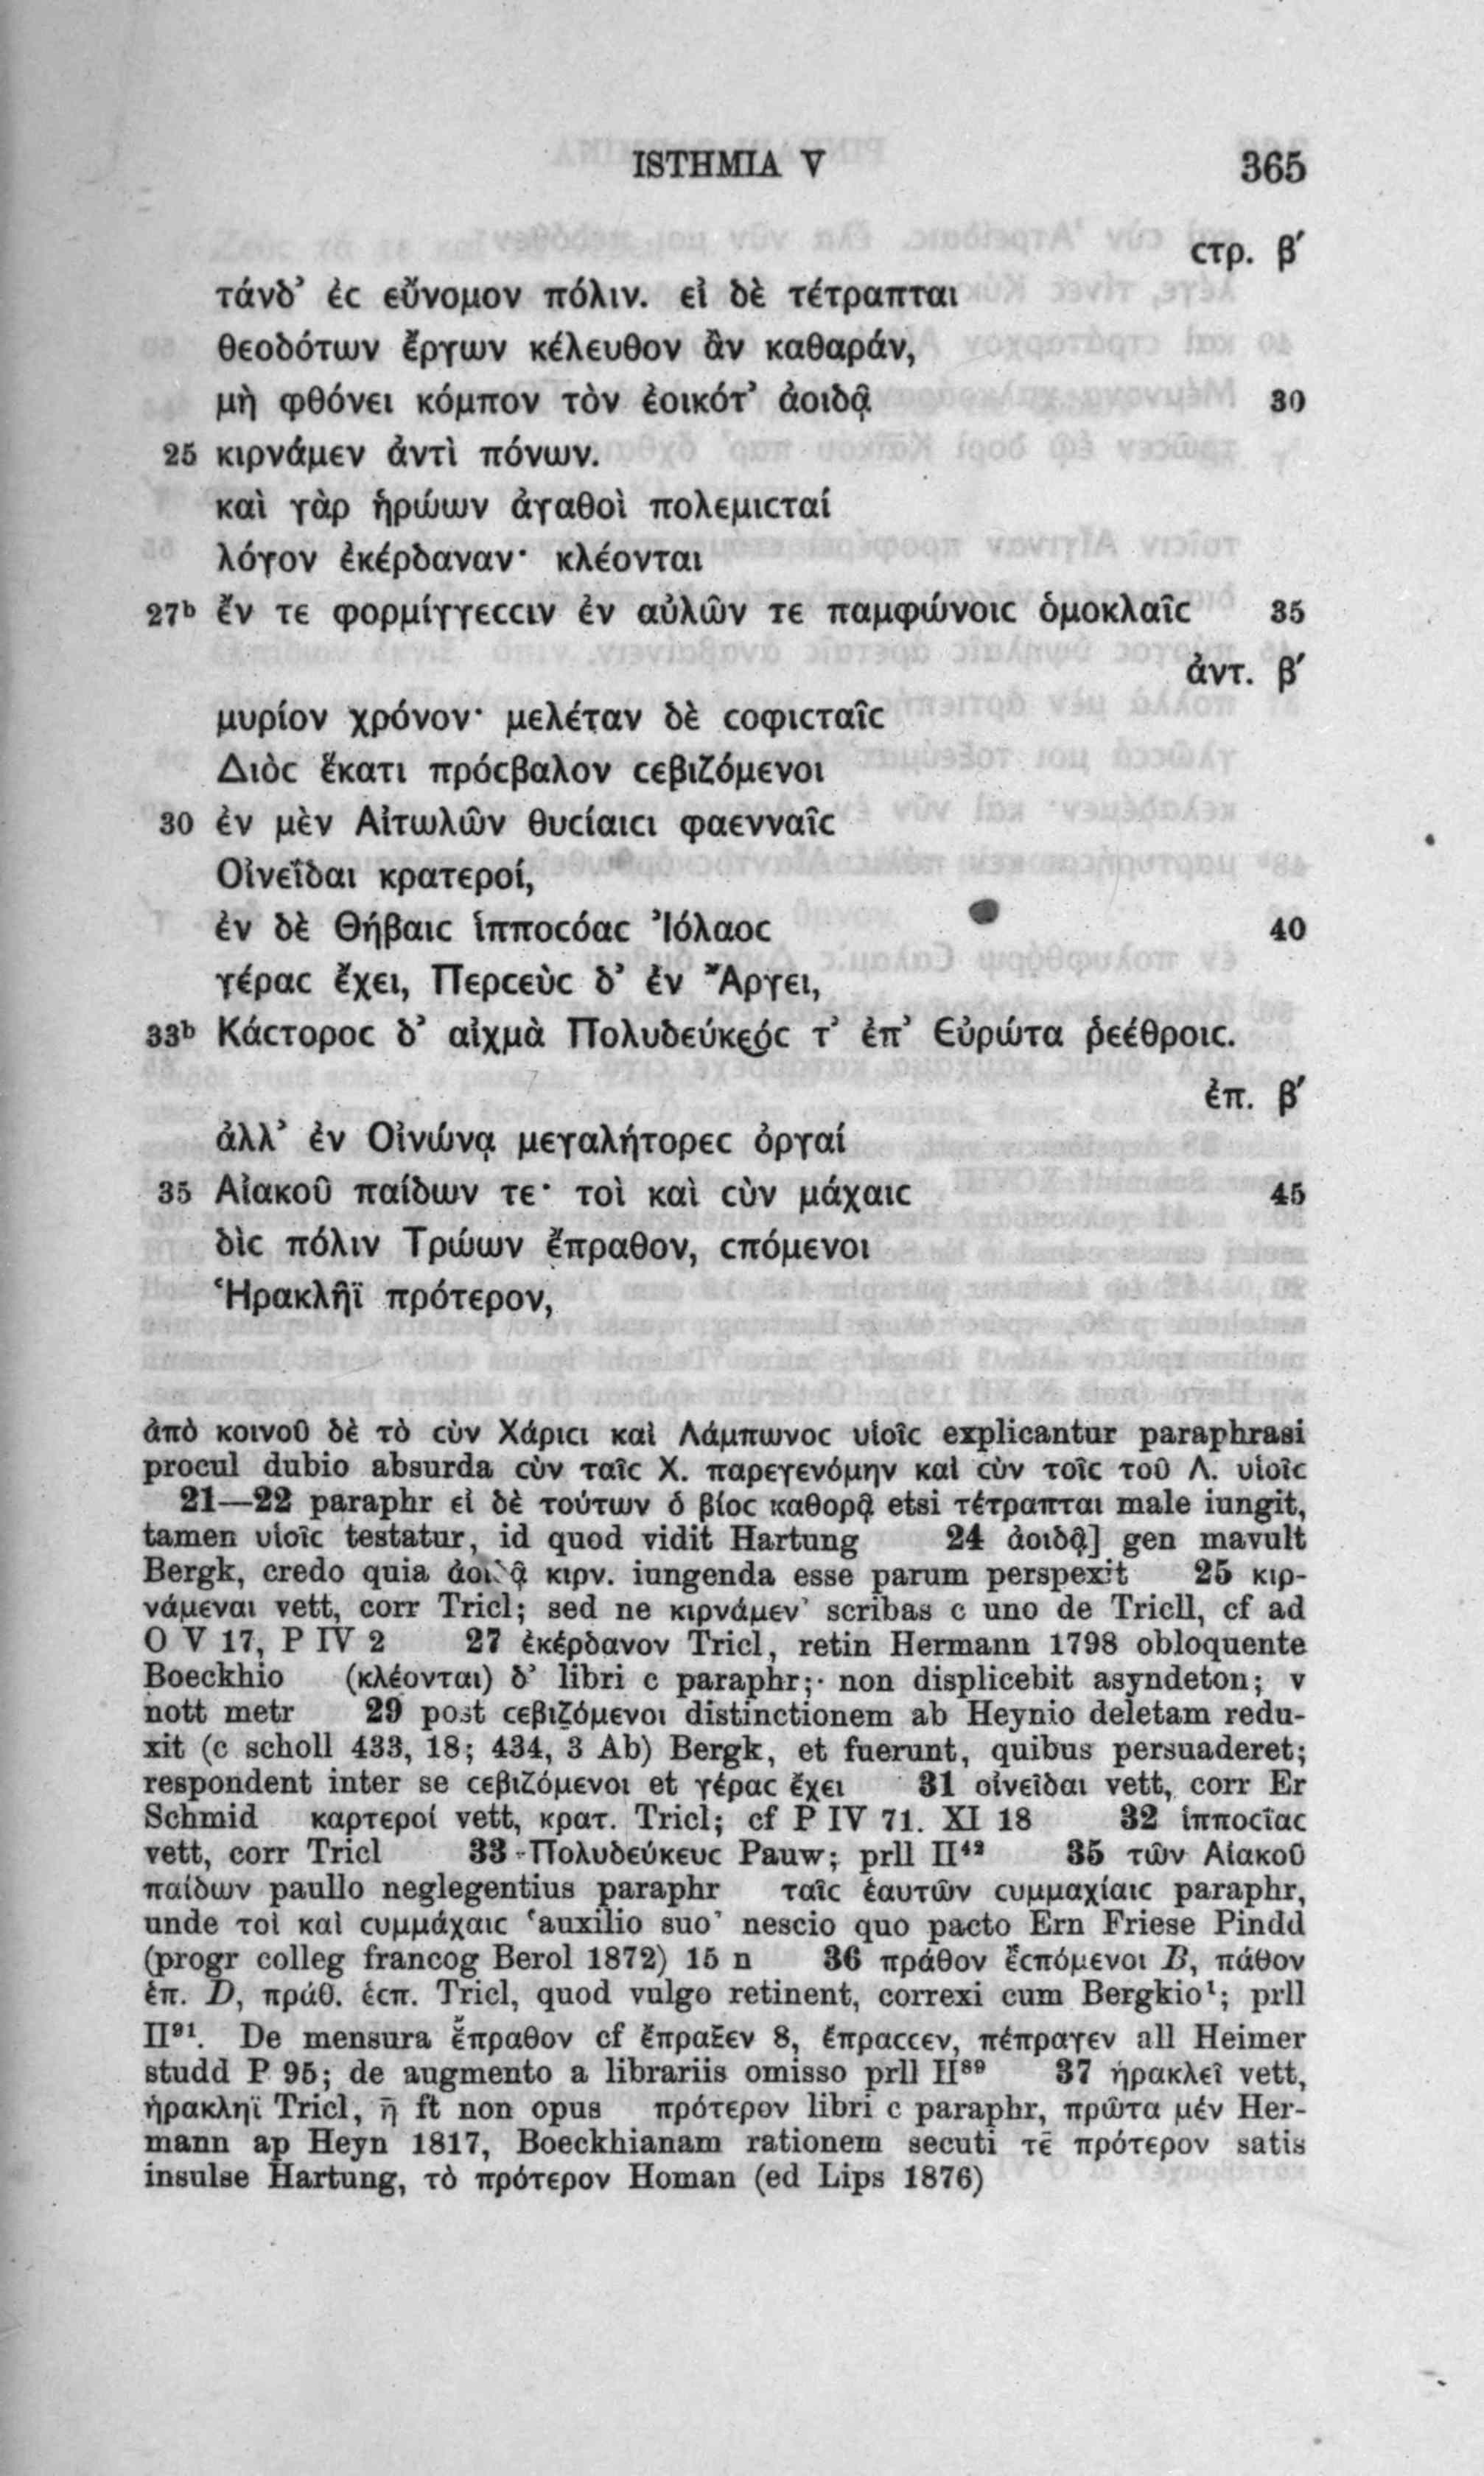 ISTHMIA V 365
ϲτρ. β′
τάνδ’ ἐϲ εὔνομον πόλιν. εἰ δὲ τέτραπται
θεοδότων ἔργων κέλευθον ἂν καθαράν,
μὴ φθόνει κόμπον τὸν ἐοικότ’ ἀοιδᾷ 30
25 κιρνάμεν ἀντὶ πόνων.
καὶ γὰρ ἡρώων ἀγαθοὶ πολεμιϲταί
λόγον ἐκέρδαναν· κλέονται
27ᵇ ἔν τε φορμίγγεϲϲιν ἐν αὐλῶν τε παμφώνοιϲ ὁμοκλαῖϲ 35
ἀντ. β′
μυρίον χρόνον· μελέταν δὲ ϲοφιϲταῖϲ
Διὸϲ ἕκατι πρόϲβαλον ϲεβιζόμενοι
30 ἐν μὲν Αἰτωλῶν θυϲίαιϲι φαενναῖϲ
Οἰνεΐδαι κρατεροί,
ἐν δὲ Θήβαιϲ ἱπποϲόαϲ Ἰόλαοϲ 40
γέραϲ ἔχει, Περϲεὺϲ δ’ ἐν Ἄργει,
33ᵇ Κάϲτοροϲ δ’ αἰχμὰ Πολυδεύκεόϲ τ’ ἐπ’ Εὐρώτα ῥεέθροιϲ.
ἐπ. β′
ἀλλ’ ἐν Οἰνώνᾳ μεγαλήτορεϲ ὀργαί
35 Αἰακοῦ παίδων τε· τοὶ καὶ ϲὺν μάχαιϲ 45
δὶϲ πόλιν Τρώων ἔπραθον, ϲπόμενοι
Ἡρακλῆϊ πρότερον,
ἀπὸ κοινοῦ δὲ τὸ ϲὺν Χάριϲι καὶ Λάμπωνοϲ υἱοῖϲ explicantur paraphrasi
procul dubio absurda ϲὺν ταῖϲ Χ. παρεγενόμην καὶ ϲὺν τοῖϲ τοῦ Λ. υἱοῖϲ
21—22 paraphr εἰ δὲ τούτων ὁ βίοϲ καθορᾷ etsi τέτραπται male iungit,
tamen υἱοῖϲ testatur, id quod vidit Hartung 24 ἀοιδᾷ] gen mavult
Bergk, credo quia ἀοιδᾷ κιρν. iungenda esse parum perspexit 25 κιρ-
νάμεναι vett, corr Tricl; sed ne κιρνάμεν’ scribas c uno de Tricll, cf ad
O V 17, P IV 2 27 ἐκέρδανον Tricl, retin Hermann 1798 obloquente
Boeckhio (κλέονται) δ’ libri c paraphr; non displicebit asyndeton; v
nott metr 29 post ϲεβιζόμενοι distinctionem ab Heynio deletam redu-
xit (c scholl 433, 18; 434, 3 Ab) Bergk, et fuerunt, quibus persuaderet;
respondent inter se ϲεβιζόμενοι et γέραϲ ἔχει 31 οἰνεῖδαι vett, corr Er
Schmid καρτεροί vett, κρατ. Tricl; cf P IV 71. XI 18 32 ἱπποϲίαϲ
vett, corr Tricl 33 Πολυδεύκευϲ Pauw; prll II⁴² 35 τῶν Αἰακοῦ
παίδων paullo neglegentius paraphr ταῖϲ ἑαυτῶν ϲυμμαχίαιϲ paraphr,
unde τοὶ καὶ ϲυμμάχαιϲ ‘auxilio suo’ nescio quo pacto Ern Friese Pindd
(progr colleg francog Berol 1872) 15 n 36 πράθον ἑϲπόμενοι B, πάθον
ἑπ. D, πράθ. ἑϲπ. Tricl, quod vulgo retinent, correxi cum Bergkio¹; prll
II⁹¹. De mensura ἔπραθον cf ἔπραξεν 8, ἔπραϲϲεν, πέπραγεν all Heimer
studd P 95; de augmento a librariis omisso prll II⁸⁹ 37 ἡρακλεῖ vett,
ἡρακληϊ Tricl, ῆ ft non opus πρότερον libri c paraphr, πρῶτα μέν Her-
mann ap Heyn 1817, Boeckhianam rationem secuti τε πρότερον satis
insulse Hartung, τὸ πρότερον Homan (ed Lips 1876)